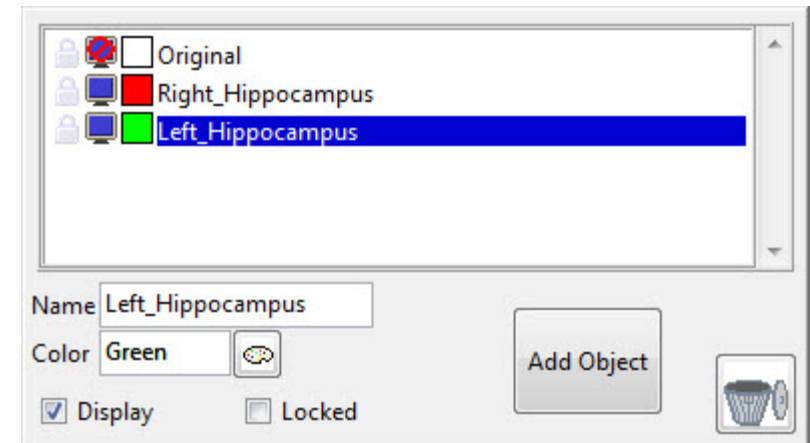 Original
Right_Hippocampus
Left_Hippocampus
Name Left_Hippocampus
Color Green
Add Object
Display Locked